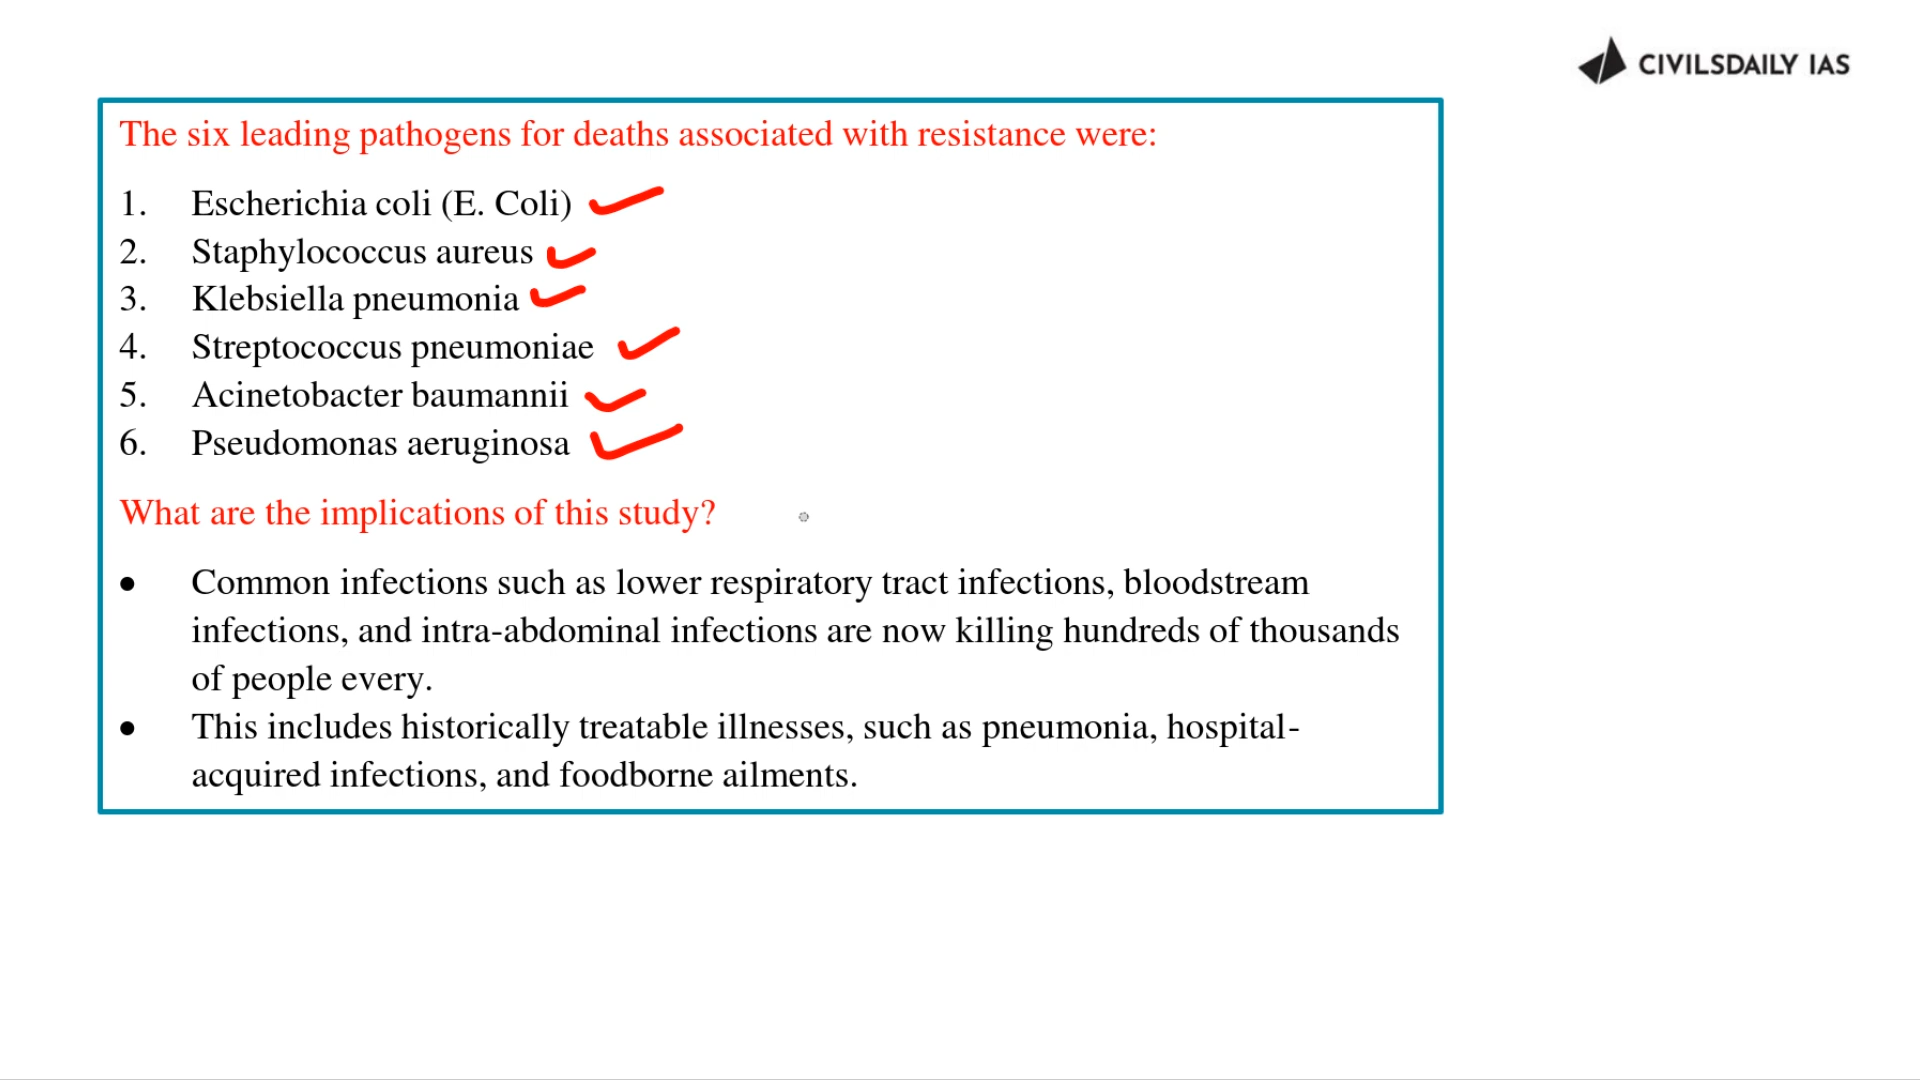 CIVILSDAILY IAS
The six leading pathogens for deaths associated with resistance were:
1. Escherichia coli (E. Coli)
2. Staphylococcus aureus
3. Klebsiella pneumonia
4. Streptococcus pneumoniae
5. Acinetobacter baumannii
6. Pseudomonas aeruginosa
What are the implications of this study?
● Common infections such as lower respiratory tract infections, bloodstream
infections, and intra-abdominal infections are now killing hundreds of thousands
of people every.
● This includes historically treatable illnesses, such as pneumonia, hospital-
acquired infections, and foodborne ailments.